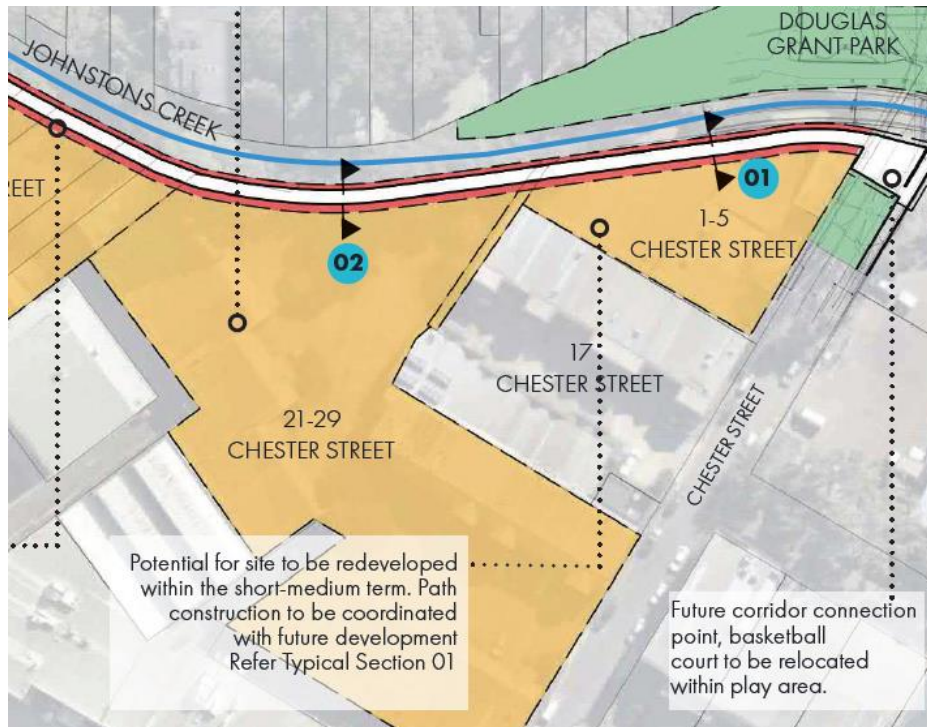 DOUGLAS
GRANT PARK
JOHNSTONS CREEK
REET
01
1-5
CHESTER STREET
02
17
CHESTER STREET
21-29
CHESTER STREET
CHESTER STREET
Potential for site to be redeveloped
within the short-medium term. Path
construction to be coordinated
with future development
Refer Typical Section 01
Future corridor connection
point, basketball
court to be relocated
within play area.